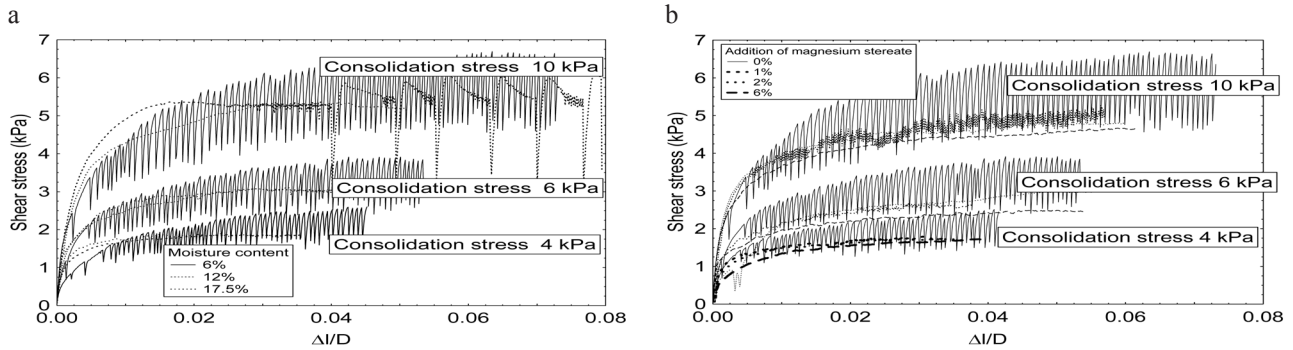 a
Shear stress (kPa)
7
6
5
4
3
2
1
0
0.00
0.02
0.04
0.06
0.08
Δl/D
Consolidation stress 10 kPa
Consolidation stress 6 kPa
Consolidation stress 4 kPa
Moisture content
6%
12%
17.5%
b
Shear stress (kPa)
7
6
5
4
3
2
1
0
0.00
0.02
0.04
0.06
0.08
Δl/D
Addition of magnesium stereate
0%
1%
2%
6%
Consolidation stress 10 kPa
Consolidation stress 6 kPa
Consolidation stress 4 kPa